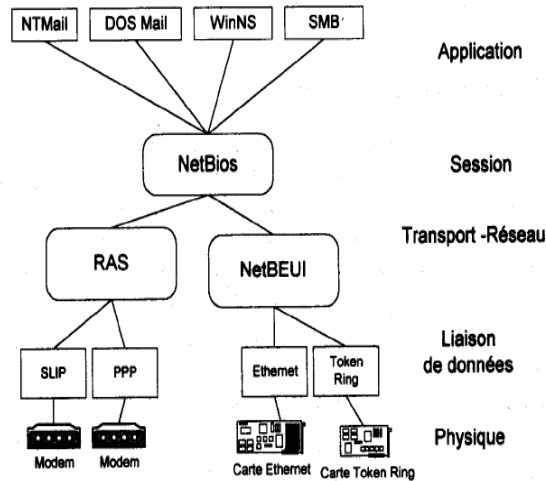 NTMail
DOS Mail
WinNS
SMB
Application
NetBios
Session
Transport -Réseau
RAS
NetBEUI
SLIP
PPP
Ethernet
Token
Ring
Liaison
de données
Modem
Modem
Carte Ethernet
Carte Token Ring
Physique